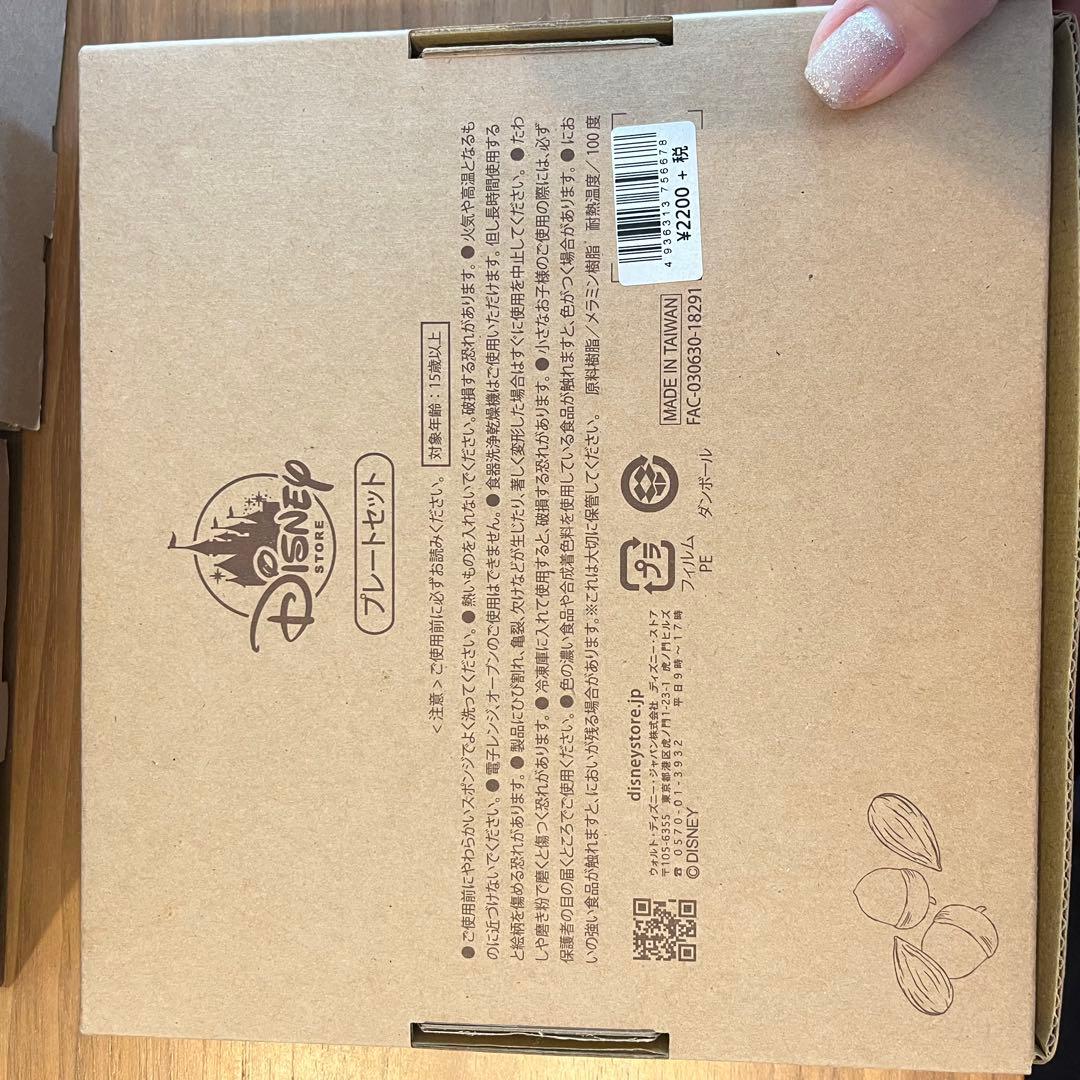 Disney
STORE
プレートセット
<注意>ご使用前に必ずお読みください。 対象年齢：15歳以上
●ご使用前にやわらかいスポンジでよく洗ってください。●熱いものを入れないでください。破損する恐れがあります。●火気や高温となるも
のに近づけないでください。●電子レンジ、オーブンのご使用はできません。●食器洗浄乾燥機はご使用いただけます。但し長時間使用する
と絵柄を傷める恐れがあります。●製品にひび割れ、亀裂、欠けなどが生じたり、著しく変形した場合はすぐに使用を中止してください。●たわ
しや磨き粉で磨くと傷つく恐れがあります。●冷凍庫に入れて使用すると、破損する恐れがあります。●小さなお子様のご使用の際には、必ず
保護者の目の届くところでご使用ください。●色の濃い食品や合成着色料を使用している食品が触れますと、色がつく場合があります。●にお
いの強い食品が触れますと、においが残る場合があります。※これは大切に保管してください。 原料樹脂／メラミン樹脂 耐熱温度／100度
disneystore.jp
ウォルト・ディズニー・ジャパン株式会社 ディズニー・ストア
〒105-6355 東京都港区虎ノ門1-23-1 虎ノ門ヒルズ
☎0570-01-3932 平日9時～17時
©DISNEY
プラ
フィルム
PE
ダンボール
MADE IN TAIWAN
FAC-030630-18291
4 936313 756678
¥2200 + 税